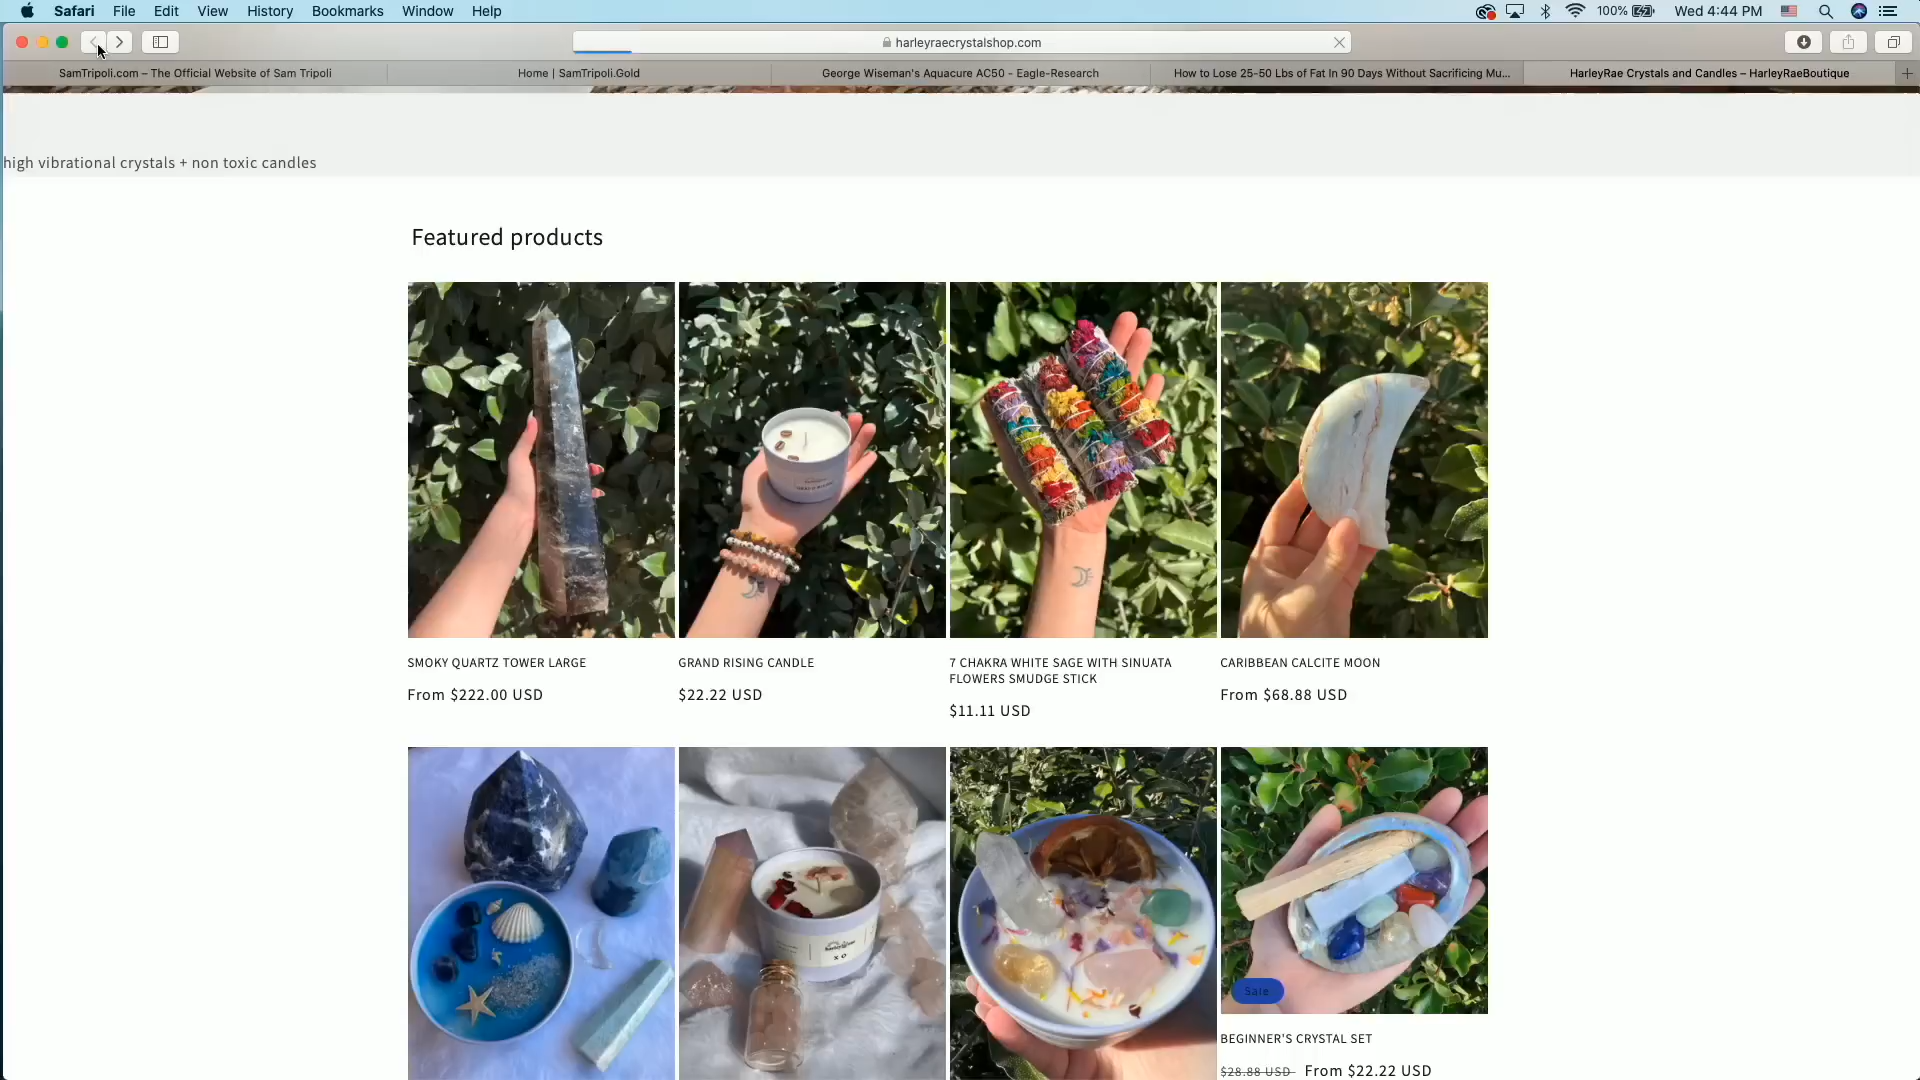 Safari File Edit View History Bookmarks Window Help 100% Wed 4:44 PM
harleyraecrystalshop.com
SamTripoli.com – The Official Website of Sam Tripoli Home | SamTripoli.Gold George Wiseman's Aquacure AC50 - Eagle-Research How to Lose 25-50 Lbs of Fat In 90 Days Without Sacrificing Mu... HarleyRae Crystals and Candles – HarleyRaeBoutique
high vibrational crystals + non toxic candles
Featured products
SMOKY QUARTZ TOWER LARGE
From $222.00 USD
GRAND RISING CANDLE
$22.22 USD
7 CHAKRA WHITE SAGE WITH SINUATA
FLOWERS SMUDGE STICK
$11.11 USD
CARIBBEAN CALCITE MOON
From $68.88 USD
XO
Sale
BEGINNER'S CRYSTAL SET
$28.88 USD From $22.22 USD